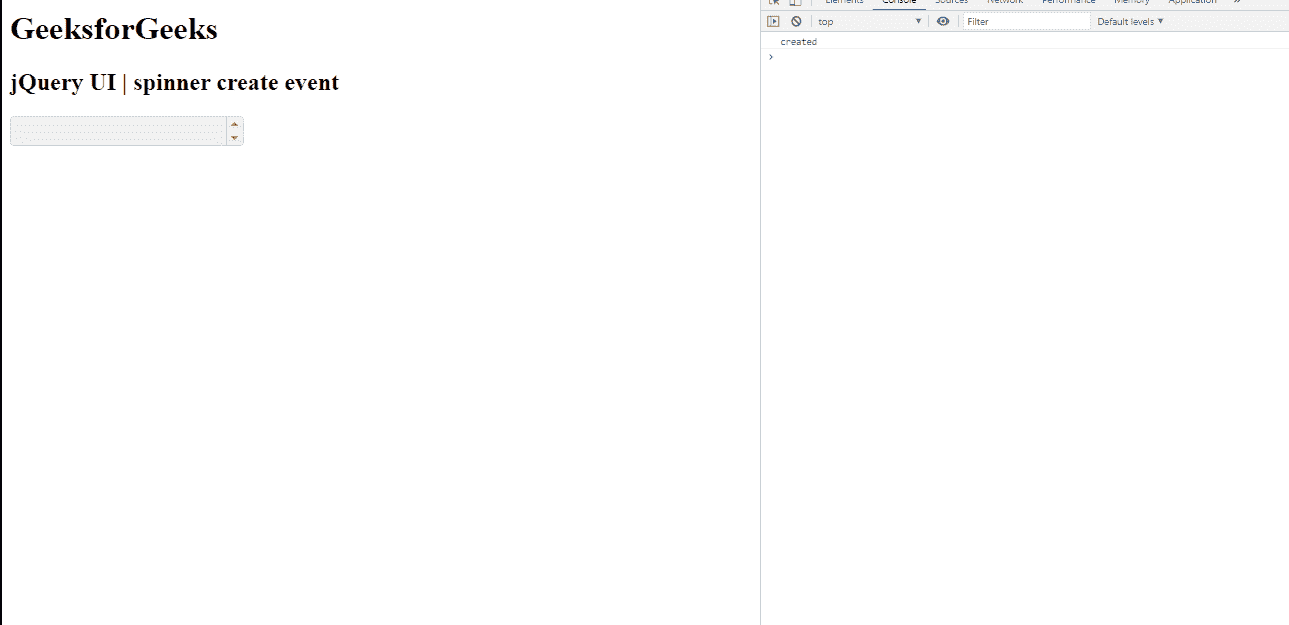 GeeksforGeeks
jQuery UI | spinner create event
Elements Console Sources Network Performance Memory Application »
top ▼ Filter Default levels ▼
created
>